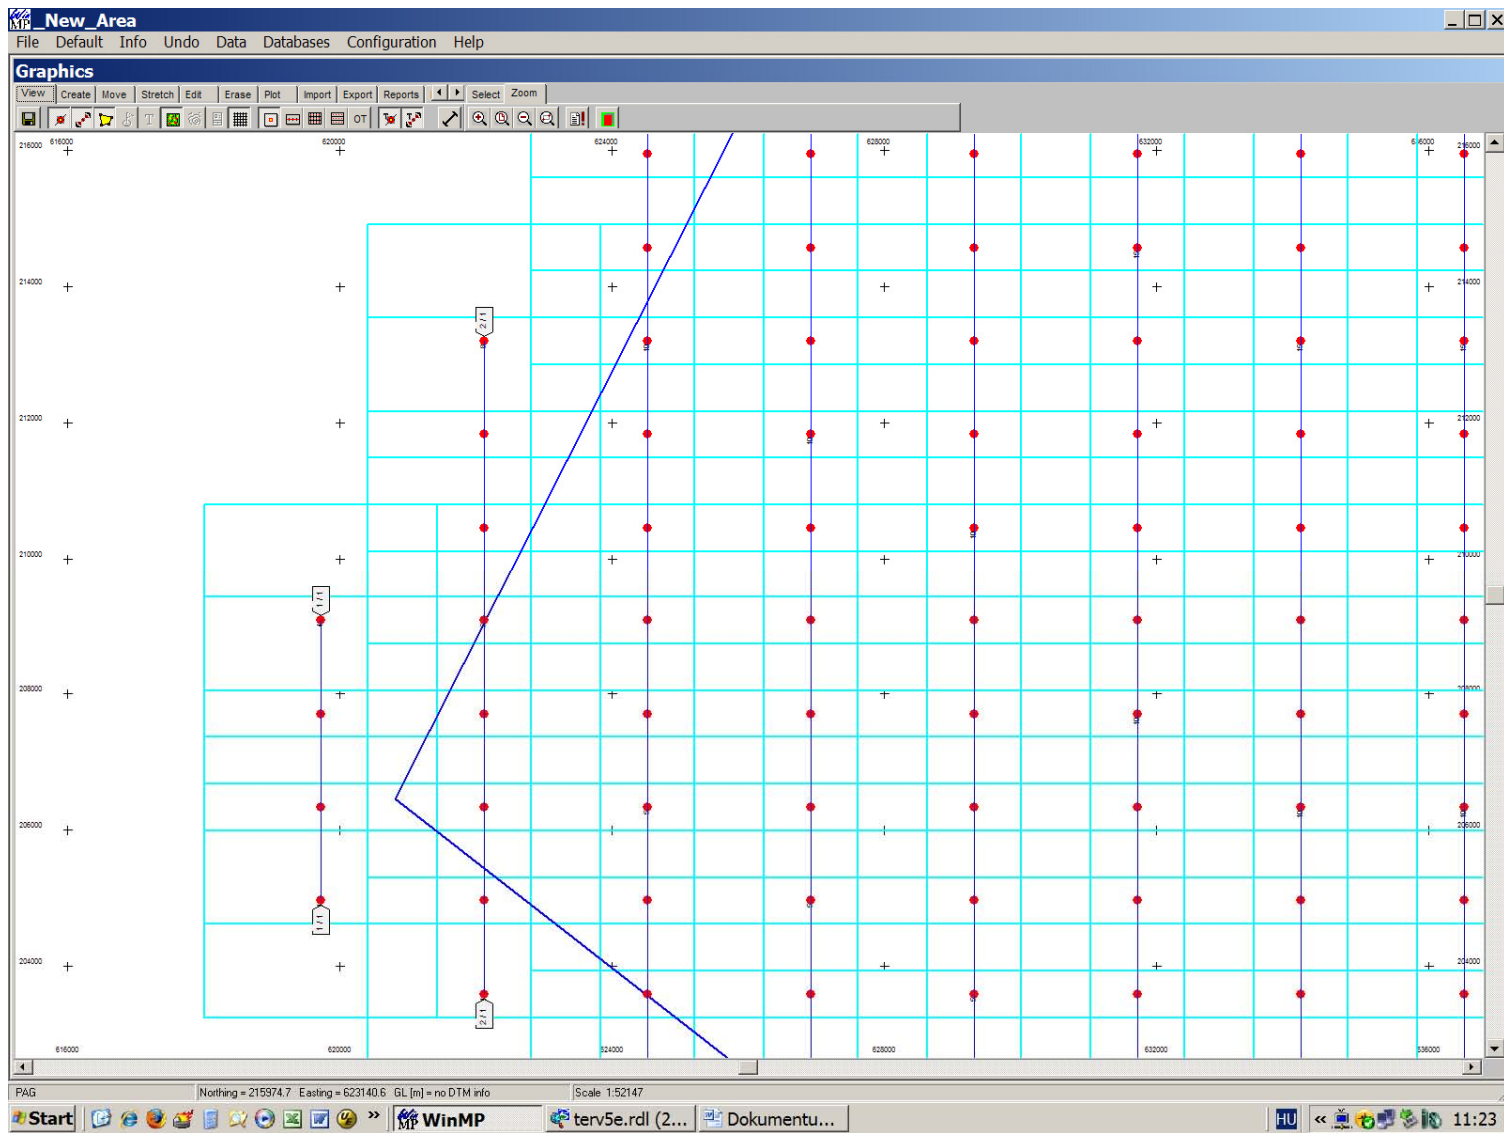 _New_Area
File Default Info Undo Data Databases Configuration Help
Graphics
View Create Move Stretch Edit Erase Plot Import Export Reports Select Zoom
OT
216000 616000 620000 624000 628000 632000 216000
214000 214000
2 / 1
212000 212000
210000 210000
1 / 1
208000 208000
206000 206000
1 / 1
204000 204000
2 / 1
616000 620000 624000 628000 632000 636000
PAG Northing = 215974.7 Easting = 623140.6 GL [m] = no DTM info Scale 1:52147
Start » WinMP terv5e.rdl (2... Dokumentu... HU « 11:23